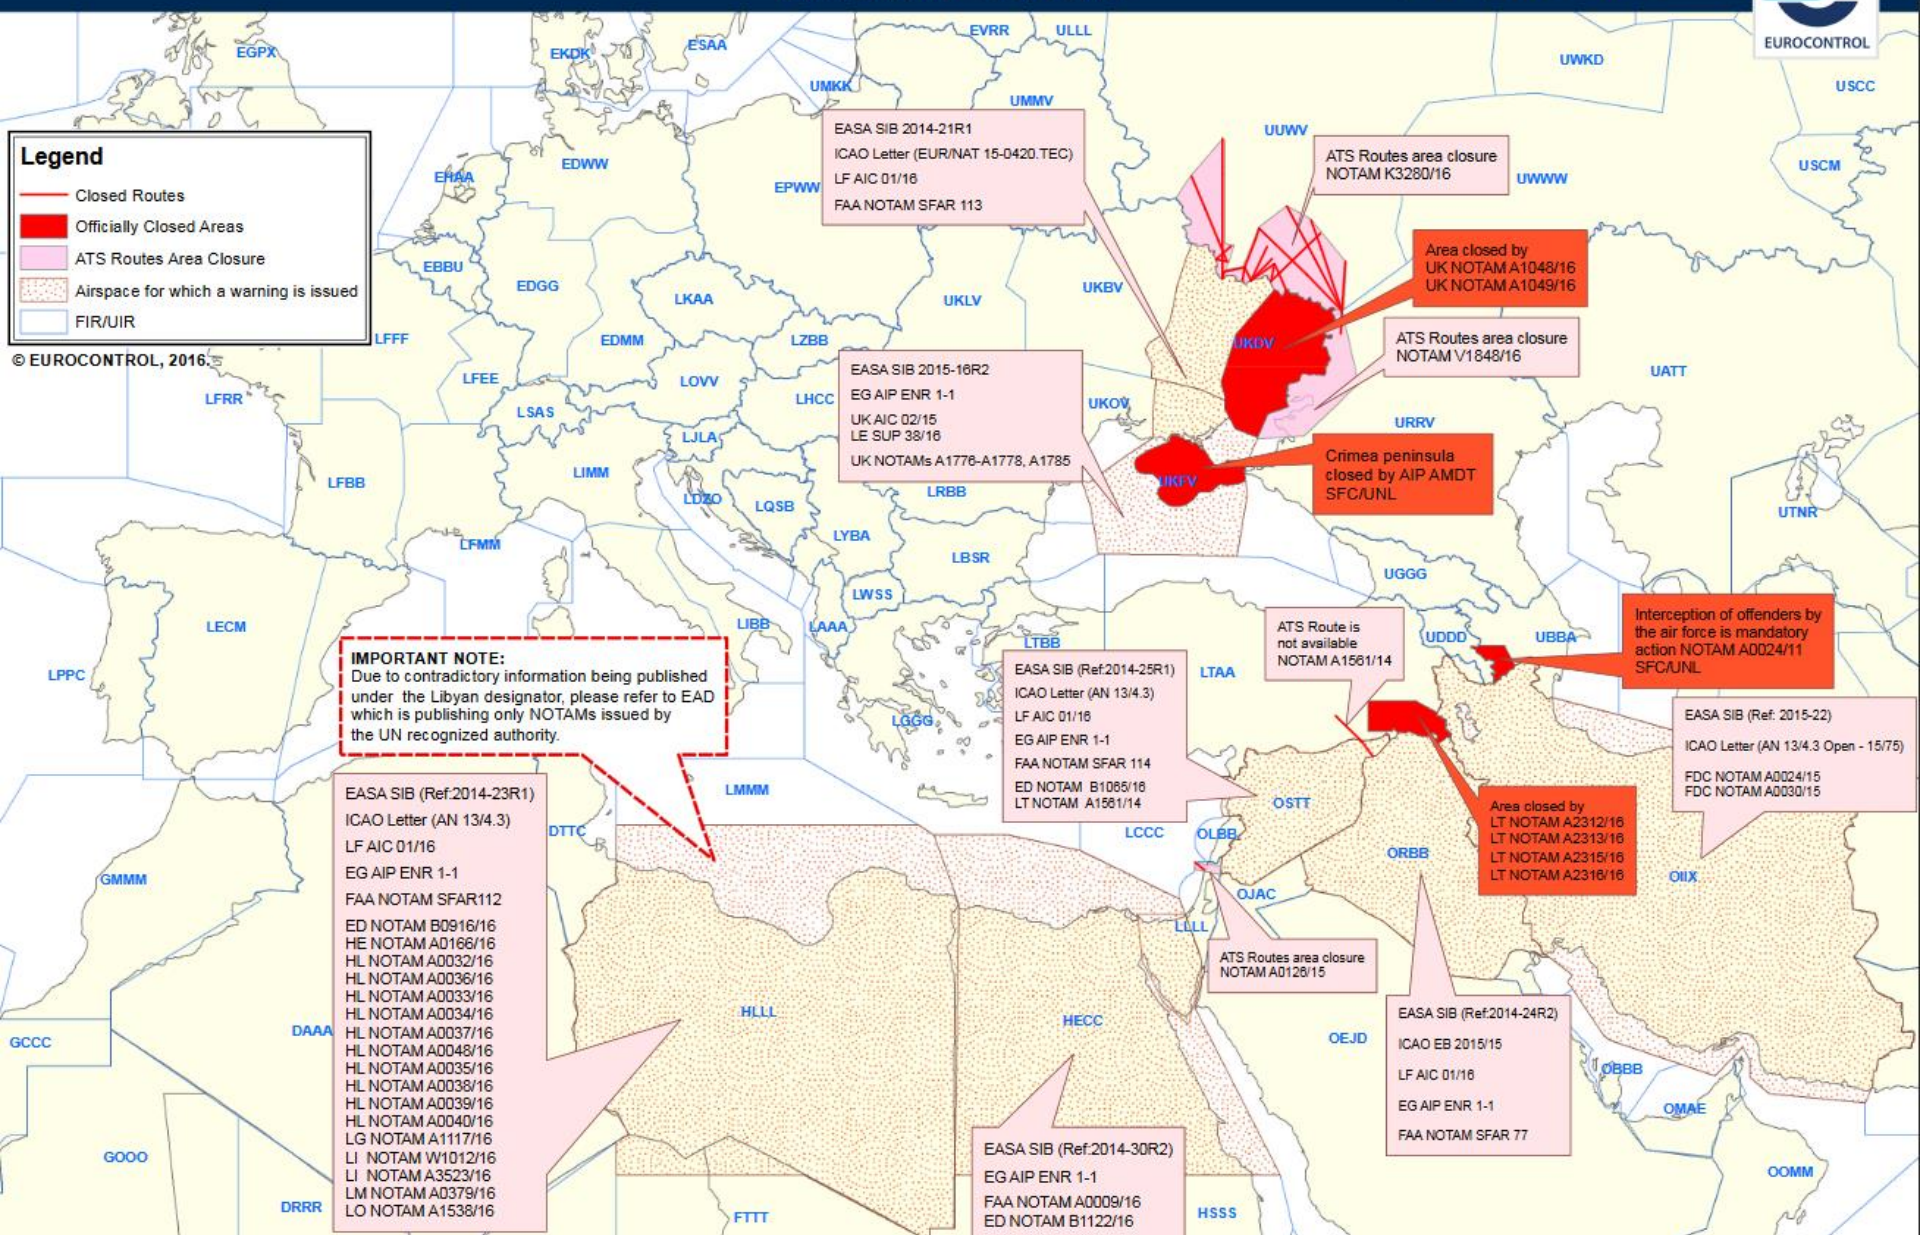 EUROCONTROL
EGPX
EKDK
ESAA
EVRR
ULLL
UWKD
USCC
UMKK
UMMV
UUWV
USCM
UWWW
Legend
Closed Routes
Officially Closed Areas
ATS Routes Area Closure
Airspace for which a warning is issued
FIR/UIR
© EUROCONTROL, 2016.
EHAA
EDWW
EPWW
EBBU
EDGG
LKAA
UKLV
UKBV
LFFF
EDMM
LZBB
LFEE
LOVV
LHCC
LFRR
LSAS
LJLA
UKOV
UKDV
UATT
URRV
LFBB
LIMM
LDZO
LQSB
LRBB
UKFV
UTNR
LFMM
LYBA
LBSR
UGGG
LWSS
LECM
LIBB
LAAA
LTBB
UDDD
UBBA
LPPC
LGGG
LTAA
EASA SIB 2014-21R1
ICAO Letter (EUR/NAT 15-0420.TEC)
LF AIC 01/16
FAA NOTAM SFAR 113
ATS Routes area closure
NOTAM K3280/16
Area closed by
UK NOTAM A1048/16
UK NOTAM A1049/16
ATS Routes area closure
NOTAM V1848/16
EASA SIB 2015-16R2
EG AIP ENR 1-1
UK AIC 02/15
LE SUP 38/16
UK NOTAMs A1776-A1778, A1785
Crimea peninsula
closed by AIP AMDT
SFC/UNL
Interception of offenders by
the air force is mandatory
action NOTAM A0024/11
SFC/UNL
ATS Route is
not available
NOTAM A1561/14
IMPORTANT NOTE:
Due to contradictory information being published
under the Libyan designator, please refer to EAD
which is publishing only NOTAMs issued by
the UN recognized authority.
EASA SIB (Ref:2014-25R1)
ICAO Letter (AN 13/4.3)
LF AIC 01/16
EG AIP ENR 1-1
FAA NOTAM SFAR 114
ED NOTAM B1065/16
LT NOTAM A1561/14
EASA SIB (Ref: 2015-22)
ICAO Letter (AN 13/4.3 Open - 15/75)
FDC NOTAM A0024/15
FDC NOTAM A0030/15
Area closed by
LT NOTAM A2312/16
LT NOTAM A2313/16
LT NOTAM A2315/16
LT NOTAM A2316/16
EASA SIB (Ref:2014-23R1)
ICAO Letter (AN 13/4.3)
LF AIC 01/16
EG AIP ENR 1-1
FAA NOTAM SFAR112
ED NOTAM B0916/16
HE NOTAM A0166/16
HL NOTAM A0032/16
HL NOTAM A0036/16
HL NOTAM A0033/16
HL NOTAM A0034/16
HL NOTAM A0037/16
HL NOTAM A0048/16
HL NOTAM A0035/16
HL NOTAM A0038/16
HL NOTAM A0039/16
HL NOTAM A0040/16
LG NOTAM A1117/16
LI NOTAM W1012/16
LI NOTAM A3523/16
LM NOTAM A0379/16
LO NOTAM A1538/16
LMMM
OSTT
DTTC
LCCC
OLBB
ORBB
GMMM
OJAC
OIIX
LLLL
ATS Routes area closure
NOTAM A0126/15
HLLL
HECC
DAAA
GCCC
OEJD
OBBB
OMAE
EASA SIB (Ref:2014-24R2)
ICAO EB 2015/15
LF AIC 01/16
EG AIP ENR 1-1
FAA NOTAM SFAR 77
EASA SIB (Ref:2014-30R2)
EG AIP ENR 1-1
FAA NOTAM A0009/16
ED NOTAM B1122/16
GOOO
OOMM
DRRR
FTTT
HSSS